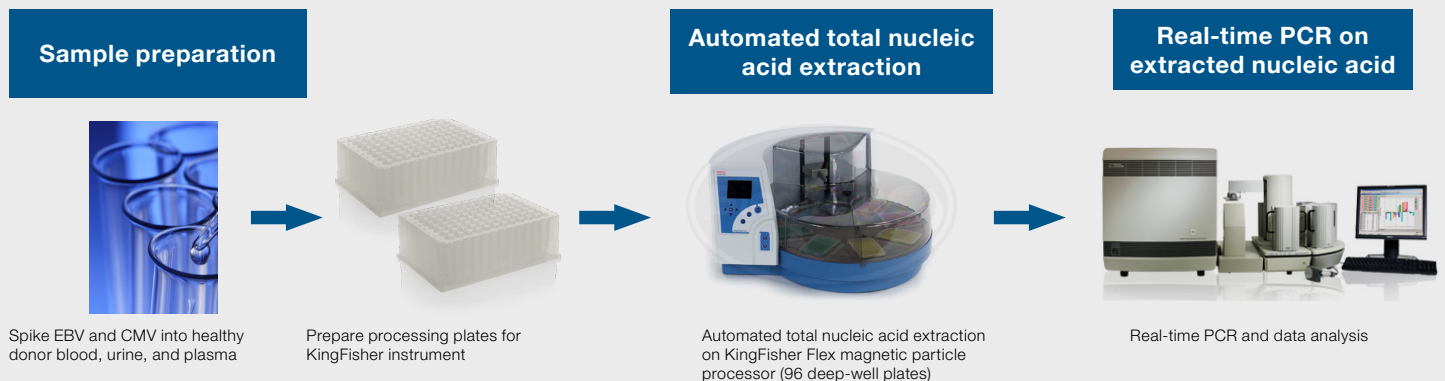 Sample preparation
Automated total nucleic
acid extraction
Real-time PCR on
extracted nucleic acid
Spike EBV and CMV into healthy
donor blood, urine, and plasma
Prepare processing plates for
KingFisher instrument
Automated total nucleic acid extraction
on KingFisher Flex magnetic particle
processor (96 deep-well plates)
Real-time PCR and data analysis